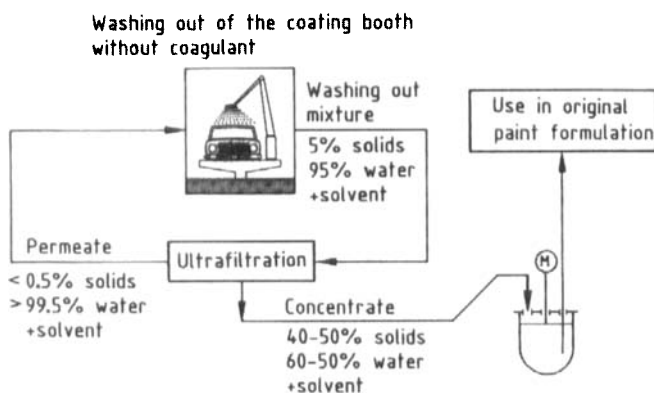 Washing out of the coating booth
without coagulant
Washing out
mixture
5% solids
95% water
+solvent
Use in original
paint formulation
Permeate
< 0.5% solids
> 99.5% water
+solvent
Ultrafiltration
M
Concentrate
40-50% solids
60-50% water
+solvent